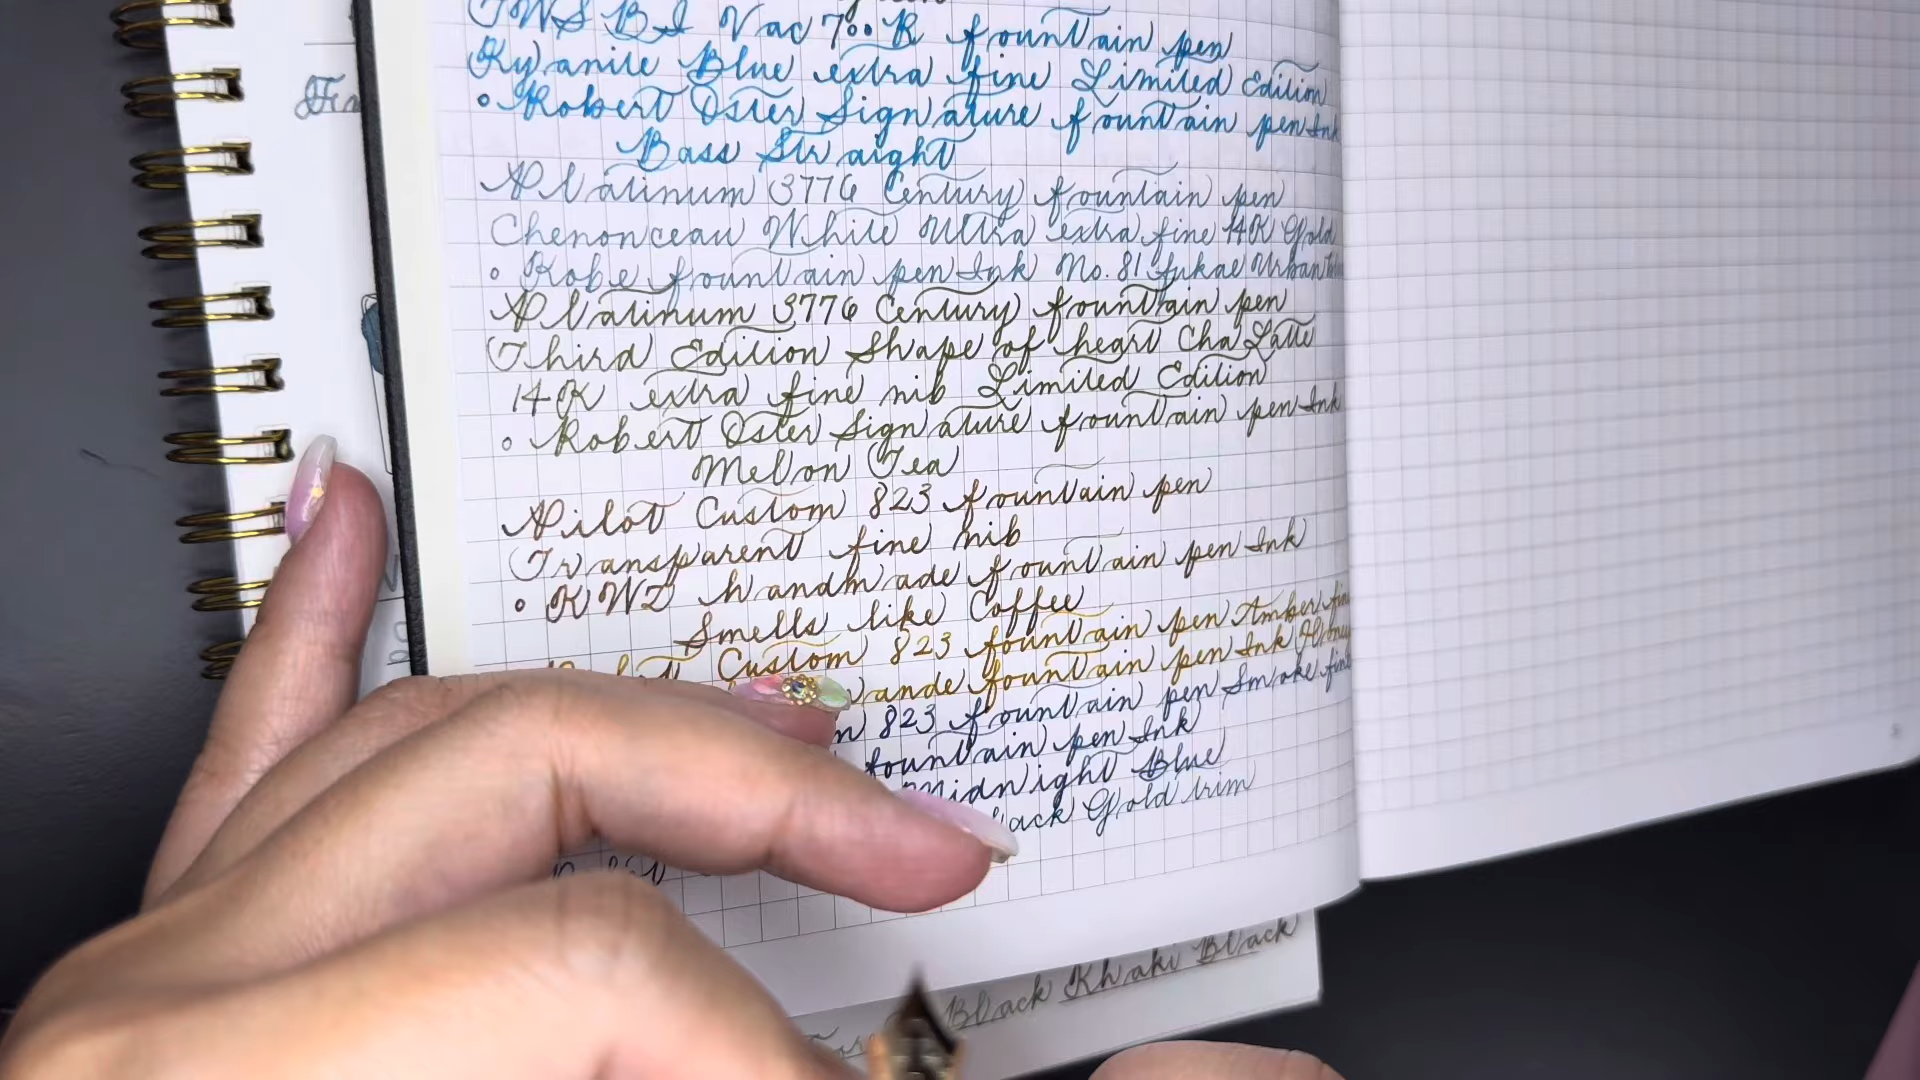 TWSBI Vac 700R fountain pen
Kyanite Blue extra fine Limited Edition
• Robert Oster Signature fountain pen Ink
Bass Straight
Platinum 3776 Century fountain pen
Chenonceau White Ultra extra fine 14K Gold
• Kobe fountain pen Ink No. 81 Fukae Urban
Platinum 3776 Century fountain pen
Third Edition Shape of heart Cha Latte
14K extra fine nib Limited Edition
• Robert Oster Signature fountain pen Ink
Melon Tea
Pilot Custom 823 fountain pen
Transparent fine nib
• KWZ handmade fountain pen Ink
Smells like Coffee
Custom 823 fountain pen Amber
fountain pen Ink
823 fountain pen Smoke
fountain pen Ink
Midnight Blue
Gold trim
Black Khaki Black